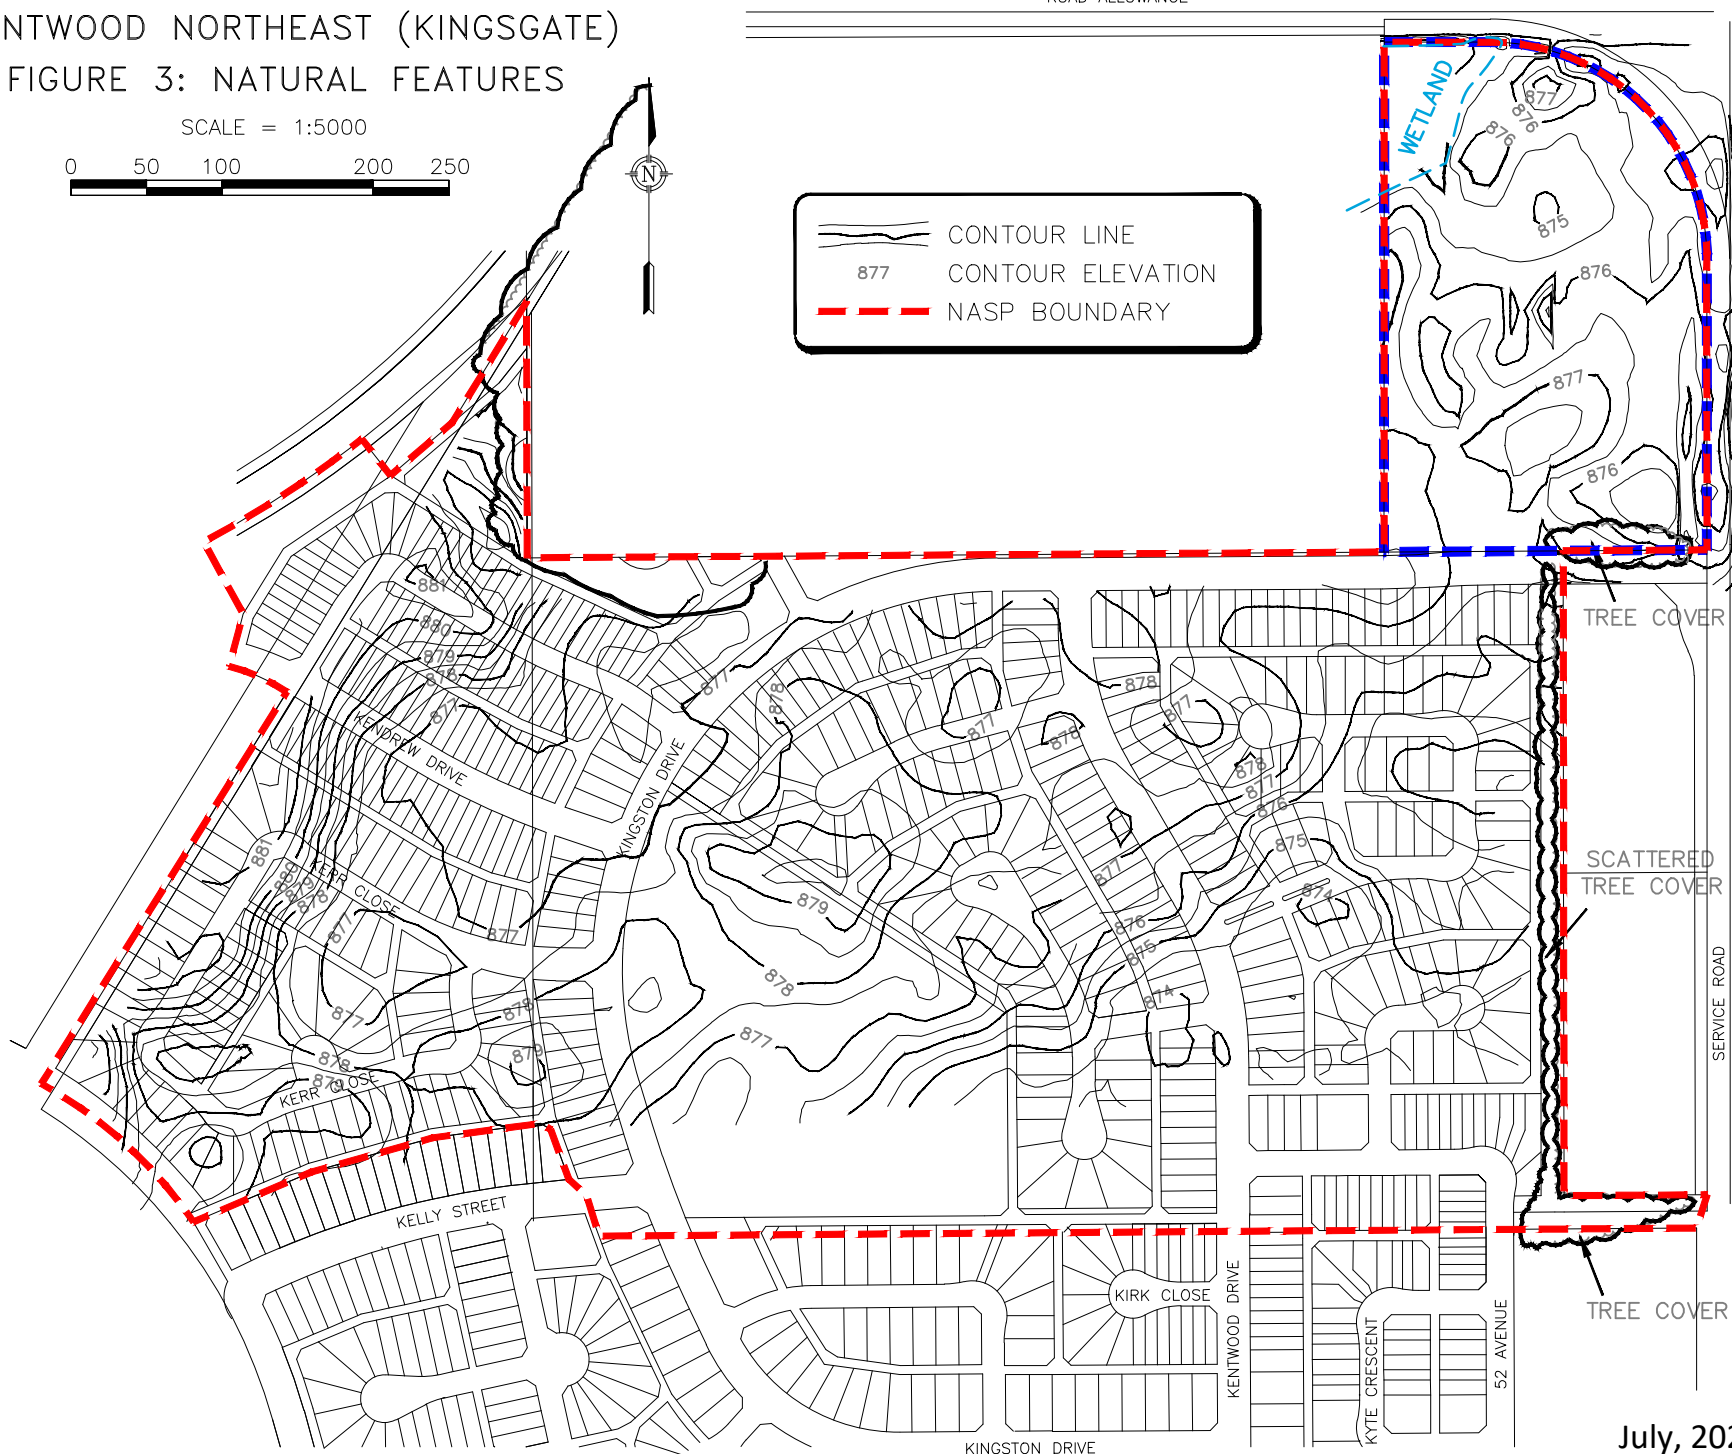 NTWOOD NORTHEAST (KINGSGATE)
FIGURE 3: NATURAL FEATURES
SCALE = 1:5000
0 50 100 200 250
N
CONTOUR LINE
877 CONTOUR ELEVATION
NASP BOUNDARY
WETLAND
877
876
876
875
876
877
876
TREE COVER
881
880
879
878
877
KENDREW DRIVE
KINGSTON DRIVE
877
878
877
878
878
877
878
877
876
875
874
881
KERR CLOSE
878
877
877
879
878
877
876
875
874
877
878
879
877
878
879
KERR CLOSE
SCATTERED
TREE COVER
SERVICE ROAD
KELLY STREET
KIRK CLOSE
KENTWOOD DRIVE
KYTE CRESCENT
52 AVENUE
TREE COVER
KINGSTON DRIVE
July, 20